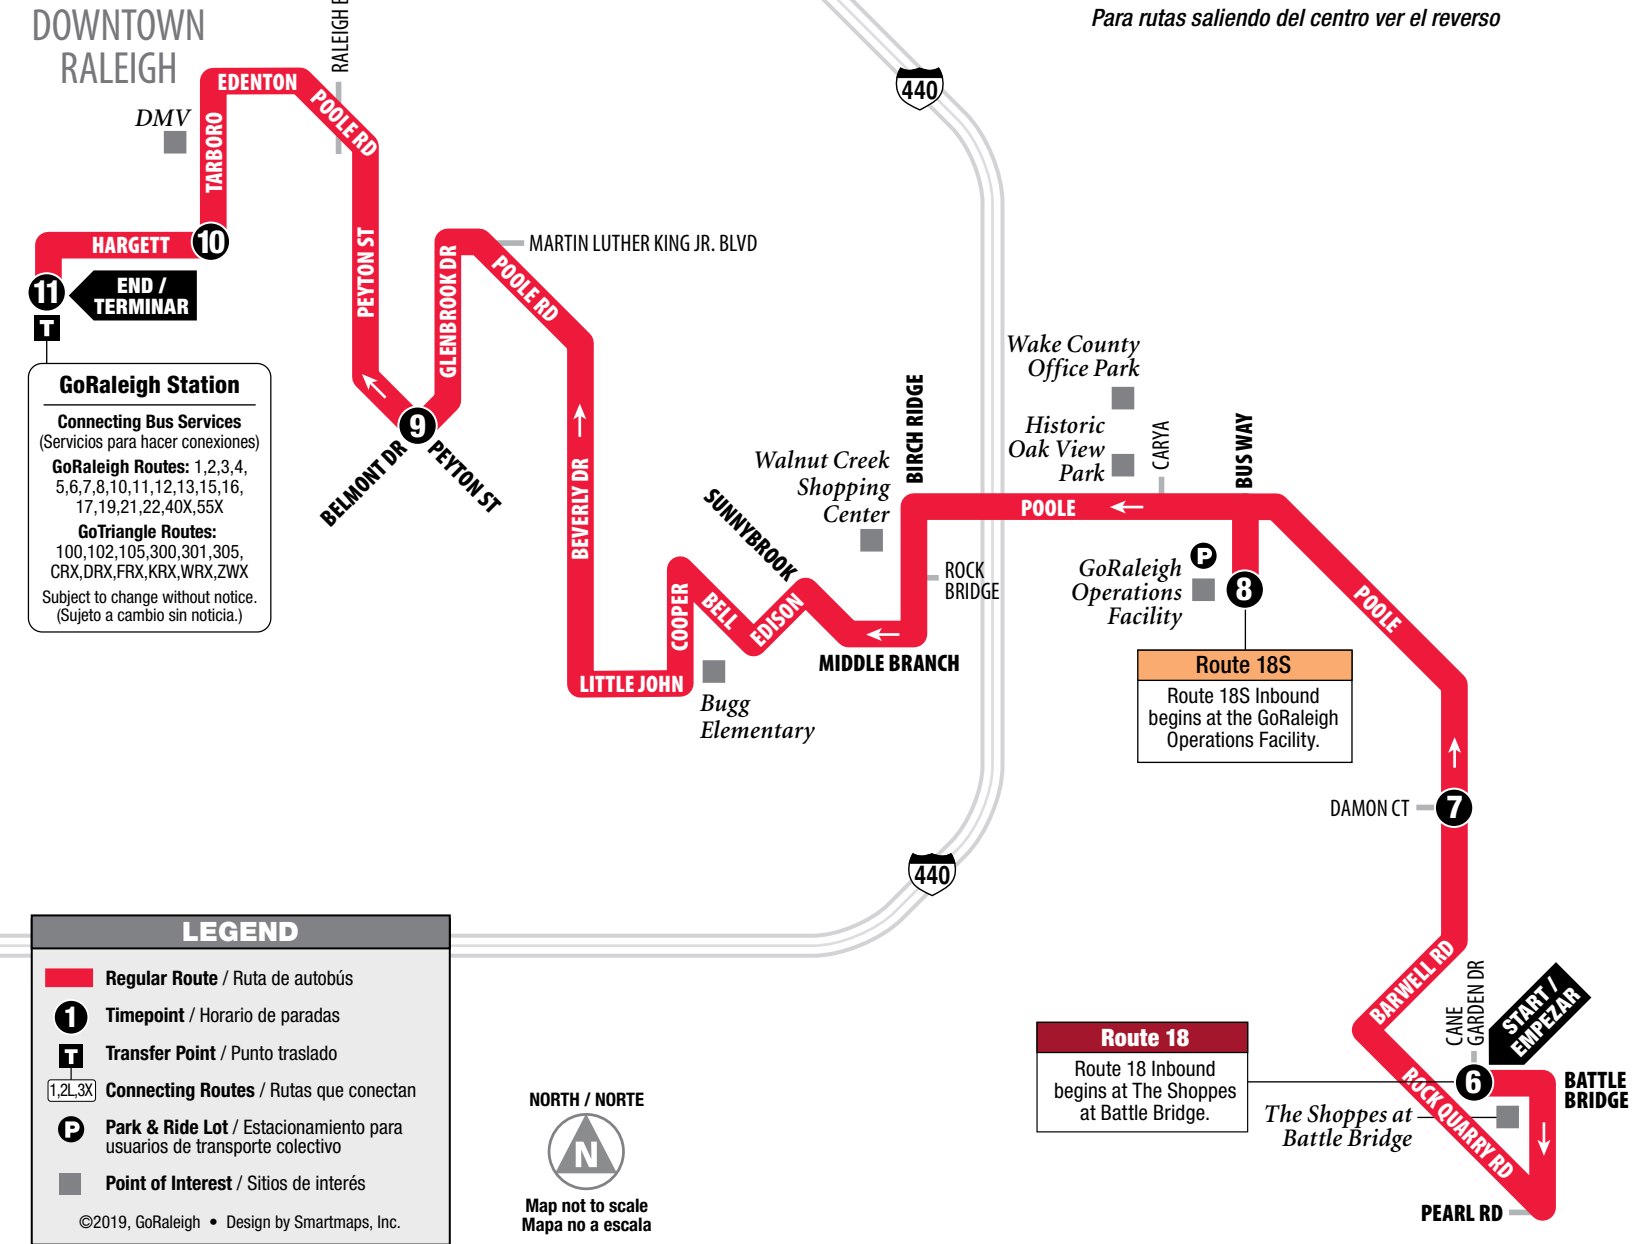 Para rutas saliendo del centro ver el reverso
DOWNTOWN
RALEIGH
RALEIGH
440
EDENTON
POOLE RD
DMV
TARBORO
HARGETT
10
11
END /
TERMINAR
T
PEYTON ST
GLENBROOK DR
MARTIN LUTHER KING JR. BLVD
POOLE RD
GoRaleigh Station
Connecting Bus Services
(Servicios para hacer conexiones)
GoRaleigh Routes: 1,2,3,4,
5,6,7,8,10,11,12,13,15,16,
17,19,21,22,40X,55X
GoTriangle Routes:
100,102,105,300,301,305,
CRX,DRX,FRX,KRX,WRX,ZWX
Subject to change without notice.
(Sujeto a cambio sin noticia.)
9
BELMONT DR
PEYTON ST
BEVERLY DR
LITTLE JOHN
COOPER
BELL
EDISON
SUNNYBROOK
Bugg
Elementary
MIDDLE BRANCH
Walnut Creek
Shopping
Center
BIRCH RIDGE
ROCK
BRIDGE
Wake County
Office Park
Historic
Oak View
Park
CARYA
BUS WAY
POOLE
P
GoRaleigh
Operations
Facility
8
POOLE
Route 18S
Route 18S Inbound
begins at the GoRaleigh
Operations Facility.
DAMON CT
7
440
BARWELL RD
CANE
GARDEN DR
START /
EMPEZAR
6
BATTLE
BRIDGE
Route 18
Route 18 Inbound
begins at The Shoppes
at Battle Bridge.
The Shoppes at
Battle Bridge
ROCK QUARRY RD
PEARL RD
LEGEND
Regular Route / Ruta de autobús
1
Timepoint / Horario de paradas
T
Transfer Point / Punto traslado
1,2L,3X
Connecting Routes / Rutas que conectan
P
Park & Ride Lot / Estacionamiento para
usuarios de transporte colectivo
Point of Interest / Sitios de interés
©2019, GoRaleigh • Design by Smartmaps, Inc.
NORTH / NORTE
N
Map not to scale
Mapa no a escala